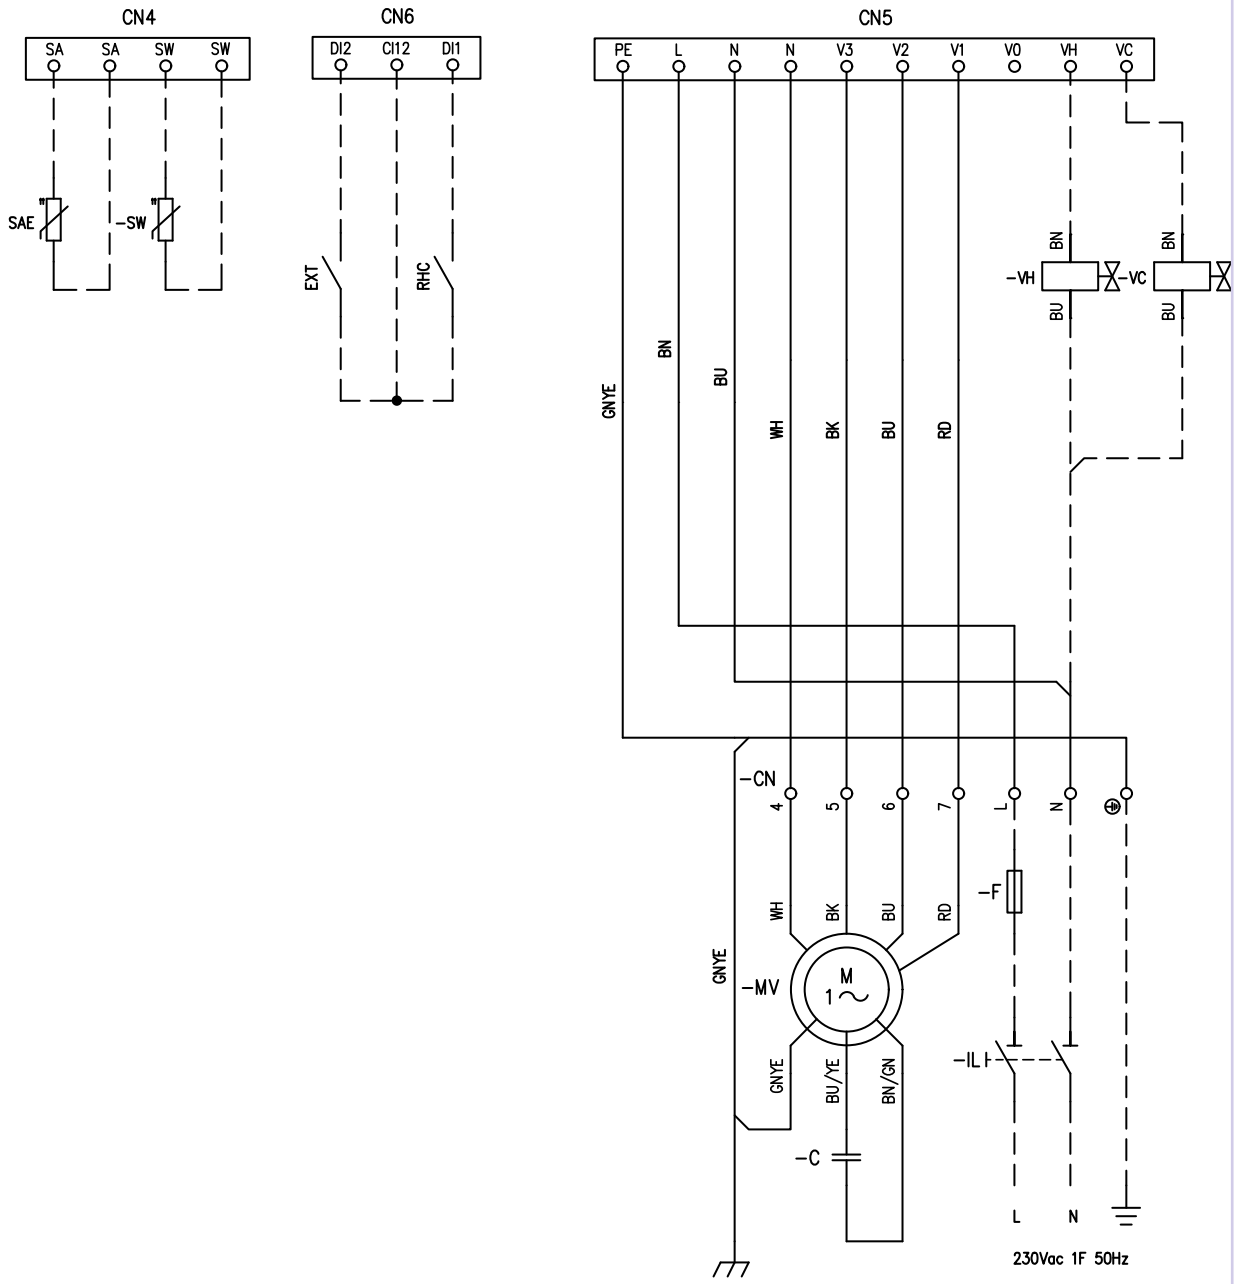 CN4 CN6 CN5
SA SA SW SW DI2 CI12 DI1 PE L N N V3 V2 V1 V0 VH VC
SAE -SW
EXT RHC
BN BN
-VH -VC
BU BU
BN
BU
GNYE
WH BK BU RD
-CN
4 5 6 7 L N
-F
WH BK BU RD
GNYE
-MV
M
1~
-IL
GNYE BU/YE BN/GN
-C
L N
230Vac 1F 50Hz